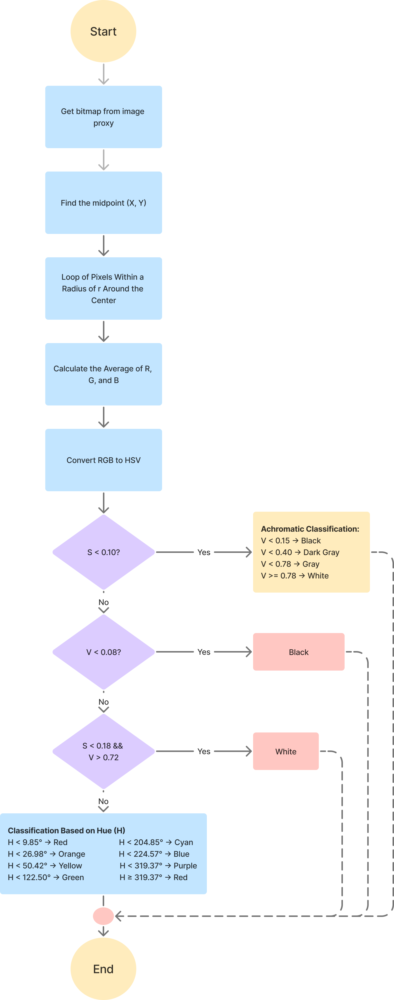 Start
Get bitmap from image
proxy
Find the midpoint (X, Y)
Loop of Pixels Within a
Radius of r Around the
Center
Calculate the Average of R,
G, and B
Convert RGB to HSV
S < 0.10?
Yes
Achromatic Classification:
V < 0.15 → Black
V < 0.40 → Dark Gray
V < 0.78 → Gray
V >= 0.78 → White
No
V < 0.08?
Yes
Black
No
S < 0.18 &&
V > 0.72
Yes
White
No
Classification Based on Hue (H)
H < 9.85° → Red H < 204.85° → Cyan
H < 26.98° → Orange H < 224.57° → Blue
H < 50.42° → Yellow H < 319.37° → Purple
H < 122.50° → Green H ≥ 319.37° → Red
End